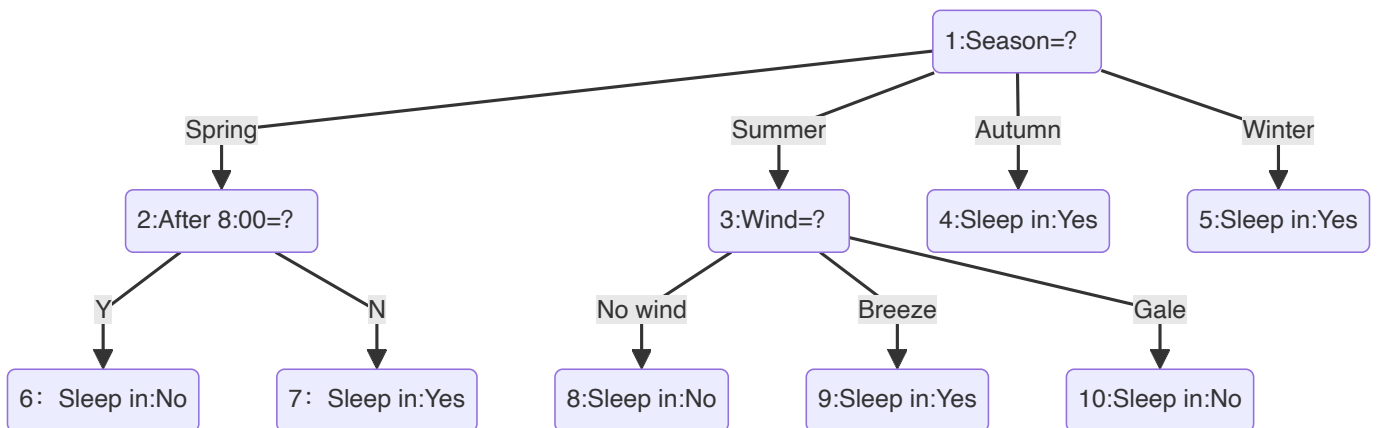 1:Season=?
Spring
Summer
Autumn
Winter
2:After 8:00=?
3:Wind=?
4:Sleep in:Yes
5:Sleep in:Yes
Y
N
No wind
Breeze
Gale
6：Sleep in:No
7：Sleep in:Yes
8:Sleep in:No
9:Sleep in:Yes
10:Sleep in:No